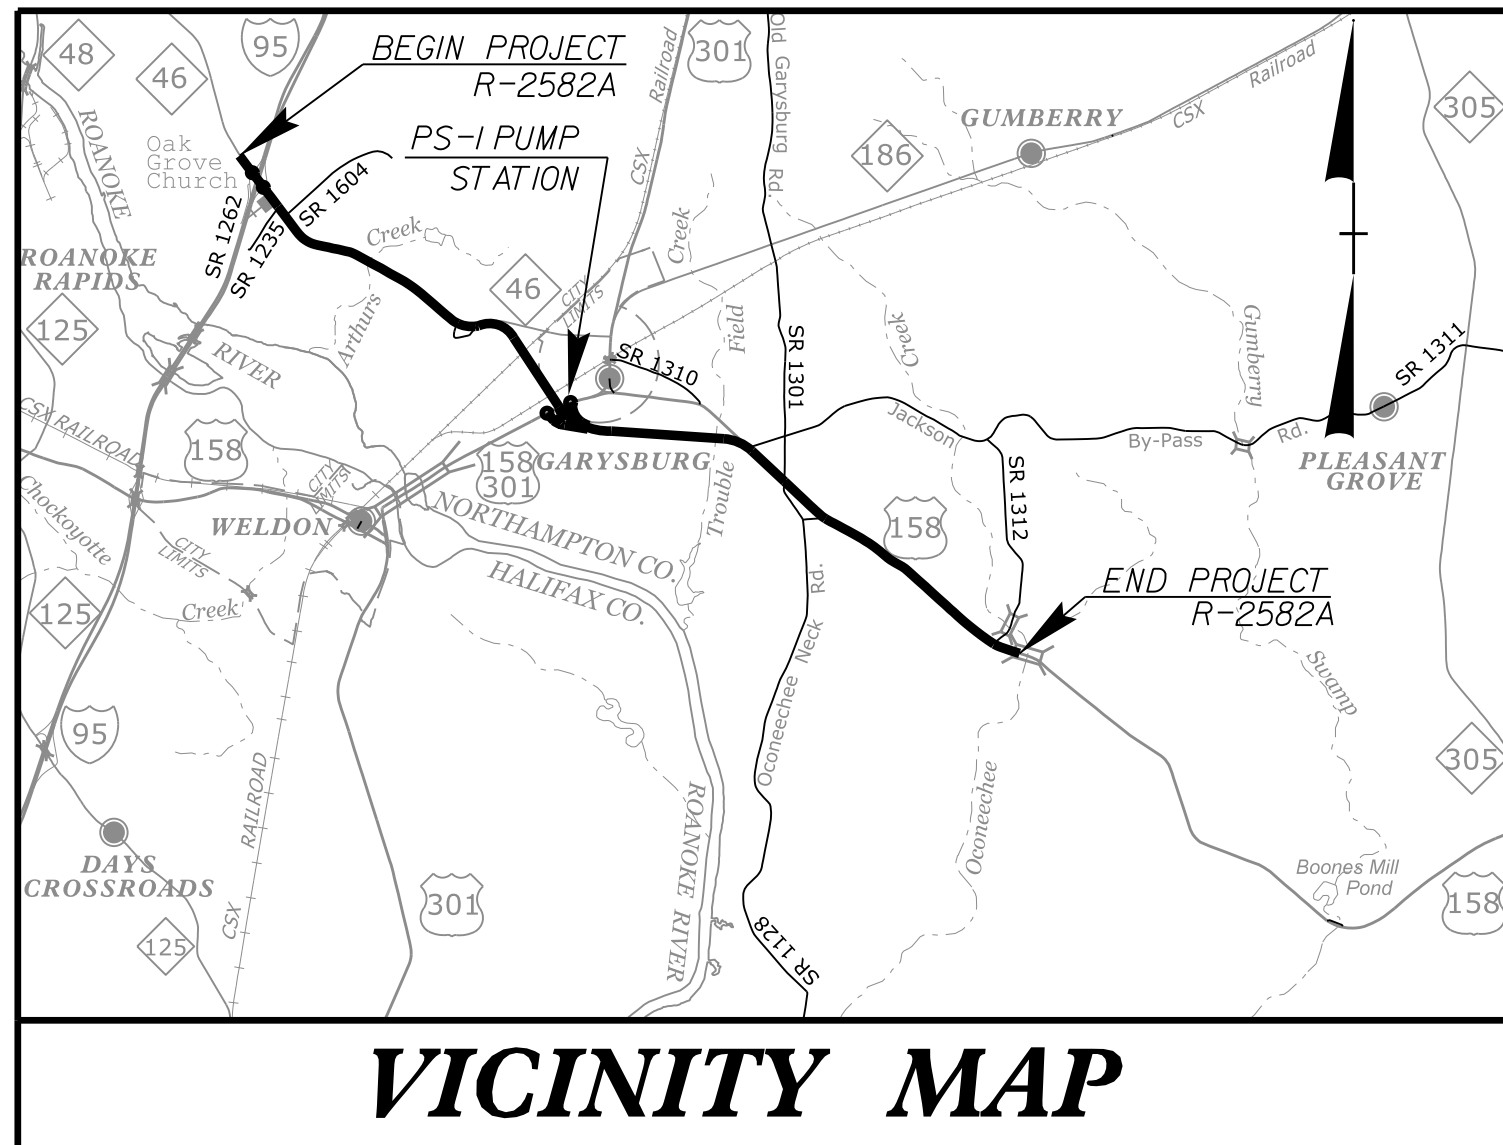 48
46
95
BEGIN PROJECT
R-2582A
PS-1 PUMP
STATION
301
Railroad
CSX
Old Garysburg Rd.
GUMBERRY
186
CSX
Railroad
305
ROANOKE
Oak
Grove
Church
SR 1262
SR 1235
SR 1604
Creek
Creek
ROANOKE
RAPIDS
125
46
CITY
LIMITS
Arthurs
RIVER
SR 1310
Field
SR 1301
Creek
Gumberry
SR 1311
CSX RAILROAD
158
CITY
LIMITS
158
301
GARYSBURG
Trouble
Jackson
By-Pass
Rd.
PLEASANT
GROVE
Chockoyotte
WELDON
NORTHAMPTON CO.
HALIFAX CO.
158
SR 1312
CITY
LIMITS
125
Creek
END PROJECT
R-2582A
Oconeechee Neck Rd.
Swamp
95
RAILROAD
CSX
ROANOKE RIVER
Oconeechee
305
DAYS
CROSSROADS
125
301
SR 1128
Boones Mill
Pond
158
VICINITY MAP